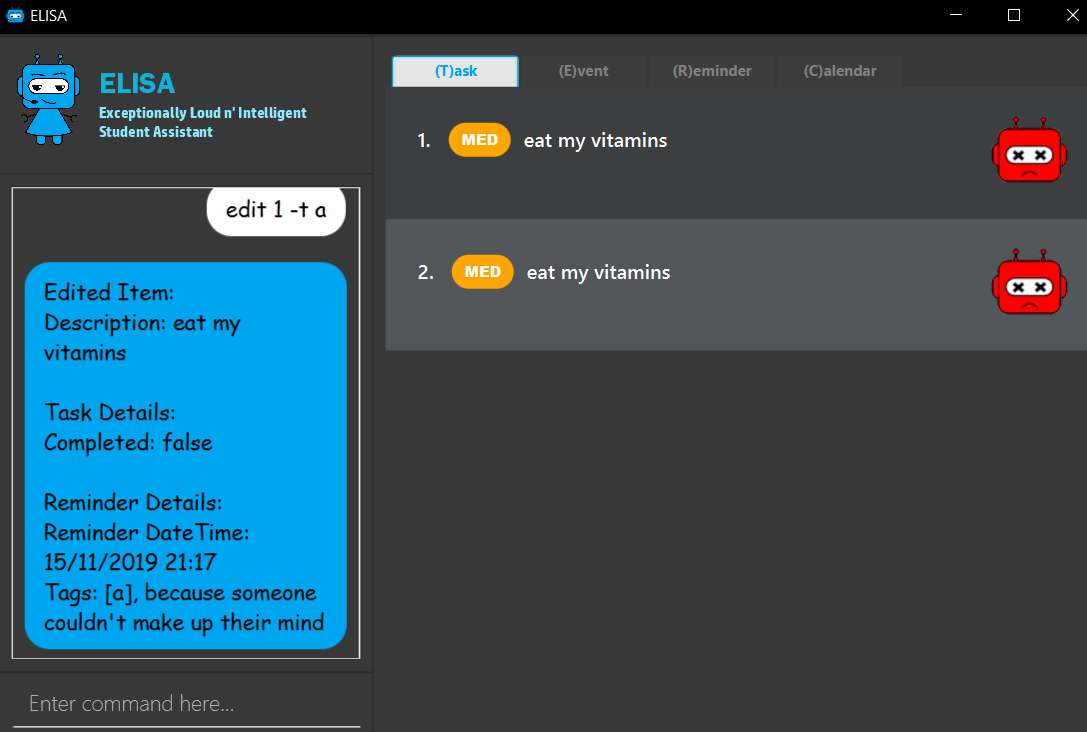 ELISA
ELISA
Exceptionally Loud n' Intelligent
Student Assistant
edit 1 -t a
Edited Item:
Description: eat my
vitamins
Task Details:
Completed: false
Reminder Details:
Reminder DateTime:
15/11/2019 21:17
Tags: [a], because someone
couldn't make up their mind
Enter command here...
(T)ask (E)vent (R)eminder (C)alendar
1. MED eat my vitamins
2. MED eat my vitamins